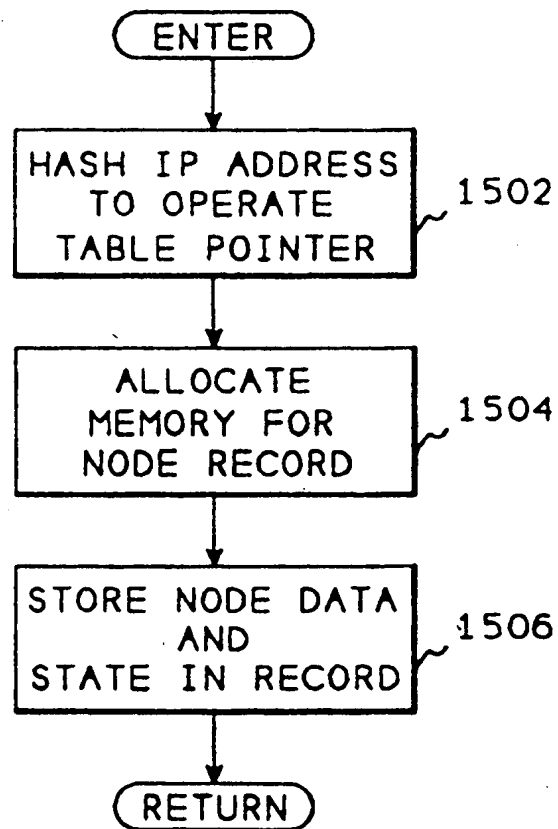 ENTER
HASH IP ADDRESS
TO OPERATE
TABLE POINTER
1502
ALLOCATE
MEMORY FOR
NODE RECORD
1504
STORE NODE DATA
AND
STATE IN RECORD
1506
RETURN